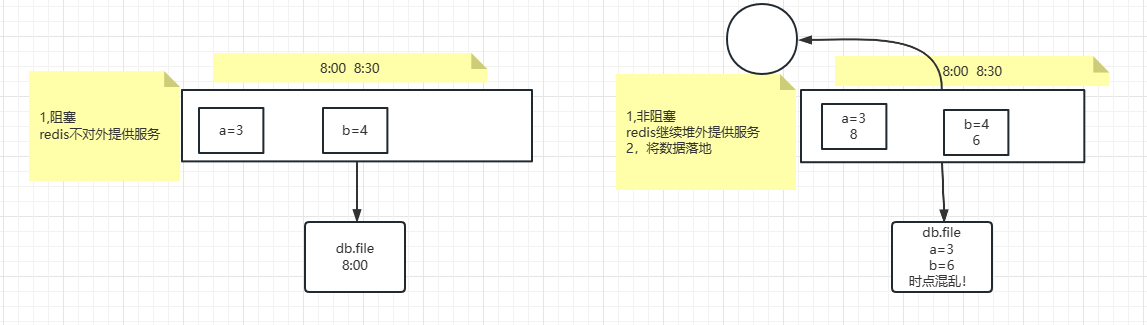 8:00 8:30
1,阻塞
redis不对外提供服务
a=3
b=4
db.file
8:00
8:00 8:30
1,非阻塞
redis继续堆外提供服务
2，将数据落地
a=3
8
b=4
6
db.file
a=3
b=6
时点混乱！